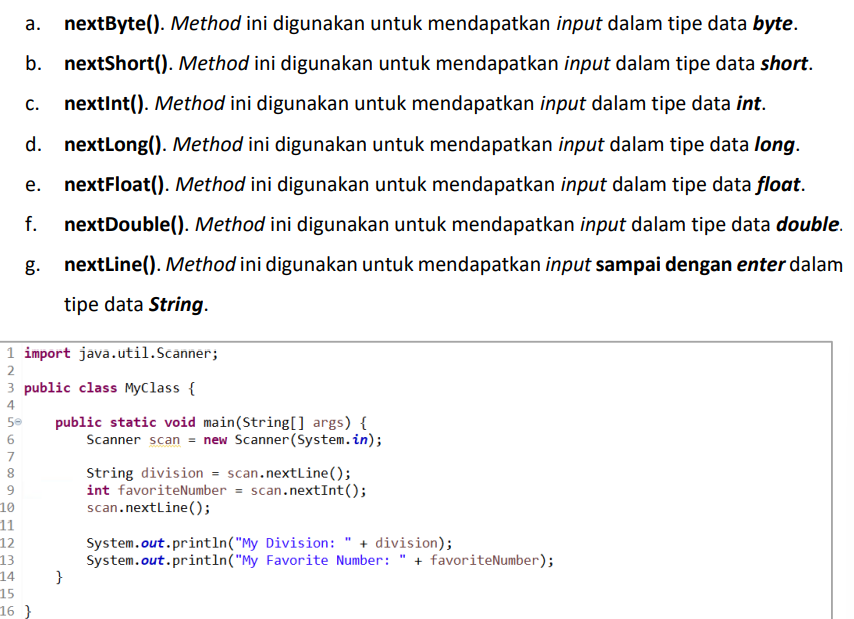 a. nextByte(). Method ini digunakan untuk mendapatkan input dalam tipe data byte.
b. nextShort(). Method ini digunakan untuk mendapatkan input dalam tipe data short.
c. nextInt(). Method ini digunakan untuk mendapatkan input dalam tipe data int.
d. nextLong(). Method ini digunakan untuk mendapatkan input dalam tipe data long.
e. nextFloat(). Method ini digunakan untuk mendapatkan input dalam tipe data float.
f. nextDouble(). Method ini digunakan untuk mendapatkan input dalam tipe data double.
g. nextLine(). Method ini digunakan untuk mendapatkan input sampai dengan enter dalam
tipe data String.
1 import java.util.Scanner;
2
3 public class MyClass {
4
5     public static void main(String[] args) {
6         Scanner scan = new Scanner(System.in);
7
8         String division = scan.nextLine();
9         int favoriteNumber = scan.nextInt();
10         scan.nextLine();
11
12         System.out.println("My Division: " + division);
13         System.out.println("My Favorite Number: " + favoriteNumber);
14     }
15
16 }